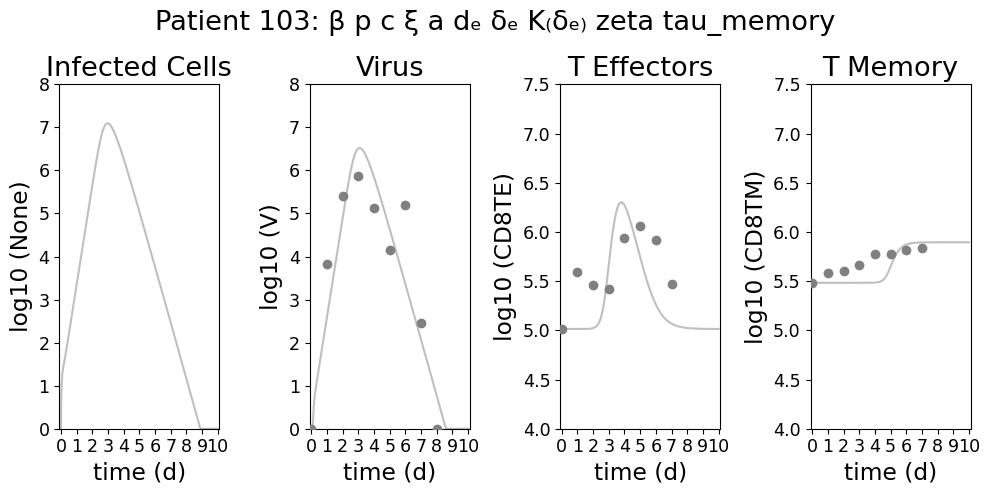 Patient 103: β p c ξ a dₑ δₑ K₍δₑ₎ zeta tau_memory
Infected Cells
Virus
T Effectors
T Memory
log10 (None)
8
7
6
5
4
3
2
1
0
0 1 2 3 4 5 6 7 8 9 10
time (d)
log10 (V)
8
7
6
5
4
3
2
1
0
0 1 2 3 4 5 6 7 8 9 10
time (d)
log10 (CD8TE)
7.5
7.0
6.5
6.0
5.5
5.0
4.5
4.0
0 1 2 3 4 5 6 7 8 9 10
time (d)
log10 (CD8TM)
7.5
7.0
6.5
6.0
5.5
5.0
4.5
4.0
0 1 2 3 4 5 6 7 8 9 10
time (d)